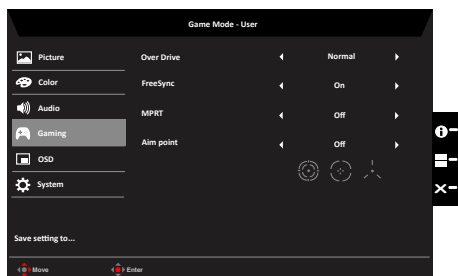 Game Mode - User
Picture
Over Drive Normal
Color
FreeSync On
Audio
MPRT Off
Gaming
Aim point Off
OSD
System
Save setting to...
Move Enter